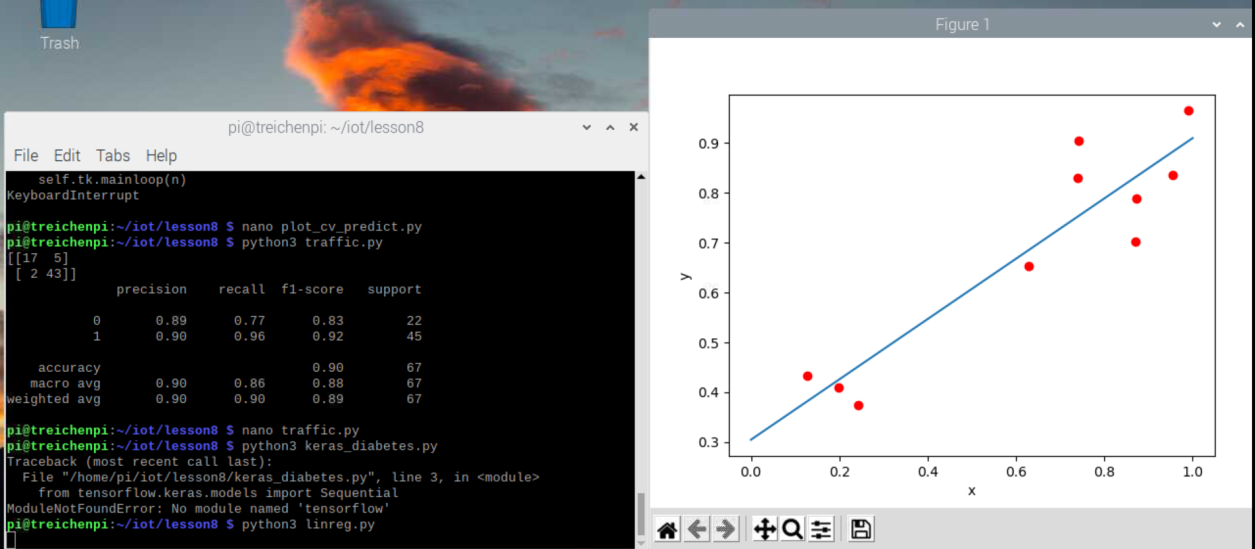 Trash
pi@treichenpi: ~/iot/lesson8
File Edit Tabs Help
self.tk.mainloop(n)
KeyboardInterrupt
pi@treichenpi:~/iot/lesson8 $ nano plot_cv_predict.py
pi@treichenpi:~/iot/lesson8 $ python3 traffic.py
[[17  5]
 [ 2 43]]
precision recall f1-score support
0 0.89 0.77 0.83 22
1 0.90 0.96 0.92 45
accuracy 0.90 67
macro avg 0.90 0.86 0.88 67
weighted avg 0.90 0.90 0.89 67
pi@treichenpi:~/iot/lesson8 $ nano traffic.py
pi@treichenpi:~/iot/lesson8 $ python3 keras_diabetes.py
Traceback (most recent call last):
File "/home/pi/iot/lesson8/keras_diabetes.py", line 3, in <module>
from tensorflow.keras.models import Sequential
ModuleNotFoundError: No module named 'tensorflow'
pi@treichenpi:~/iot/lesson8 $ python3 linreg.py
Figure 1
0.9
0.8
0.7
y
0.6
0.5
0.4
0.3
0.0 0.2 0.4 0.6 0.8 1.0
x